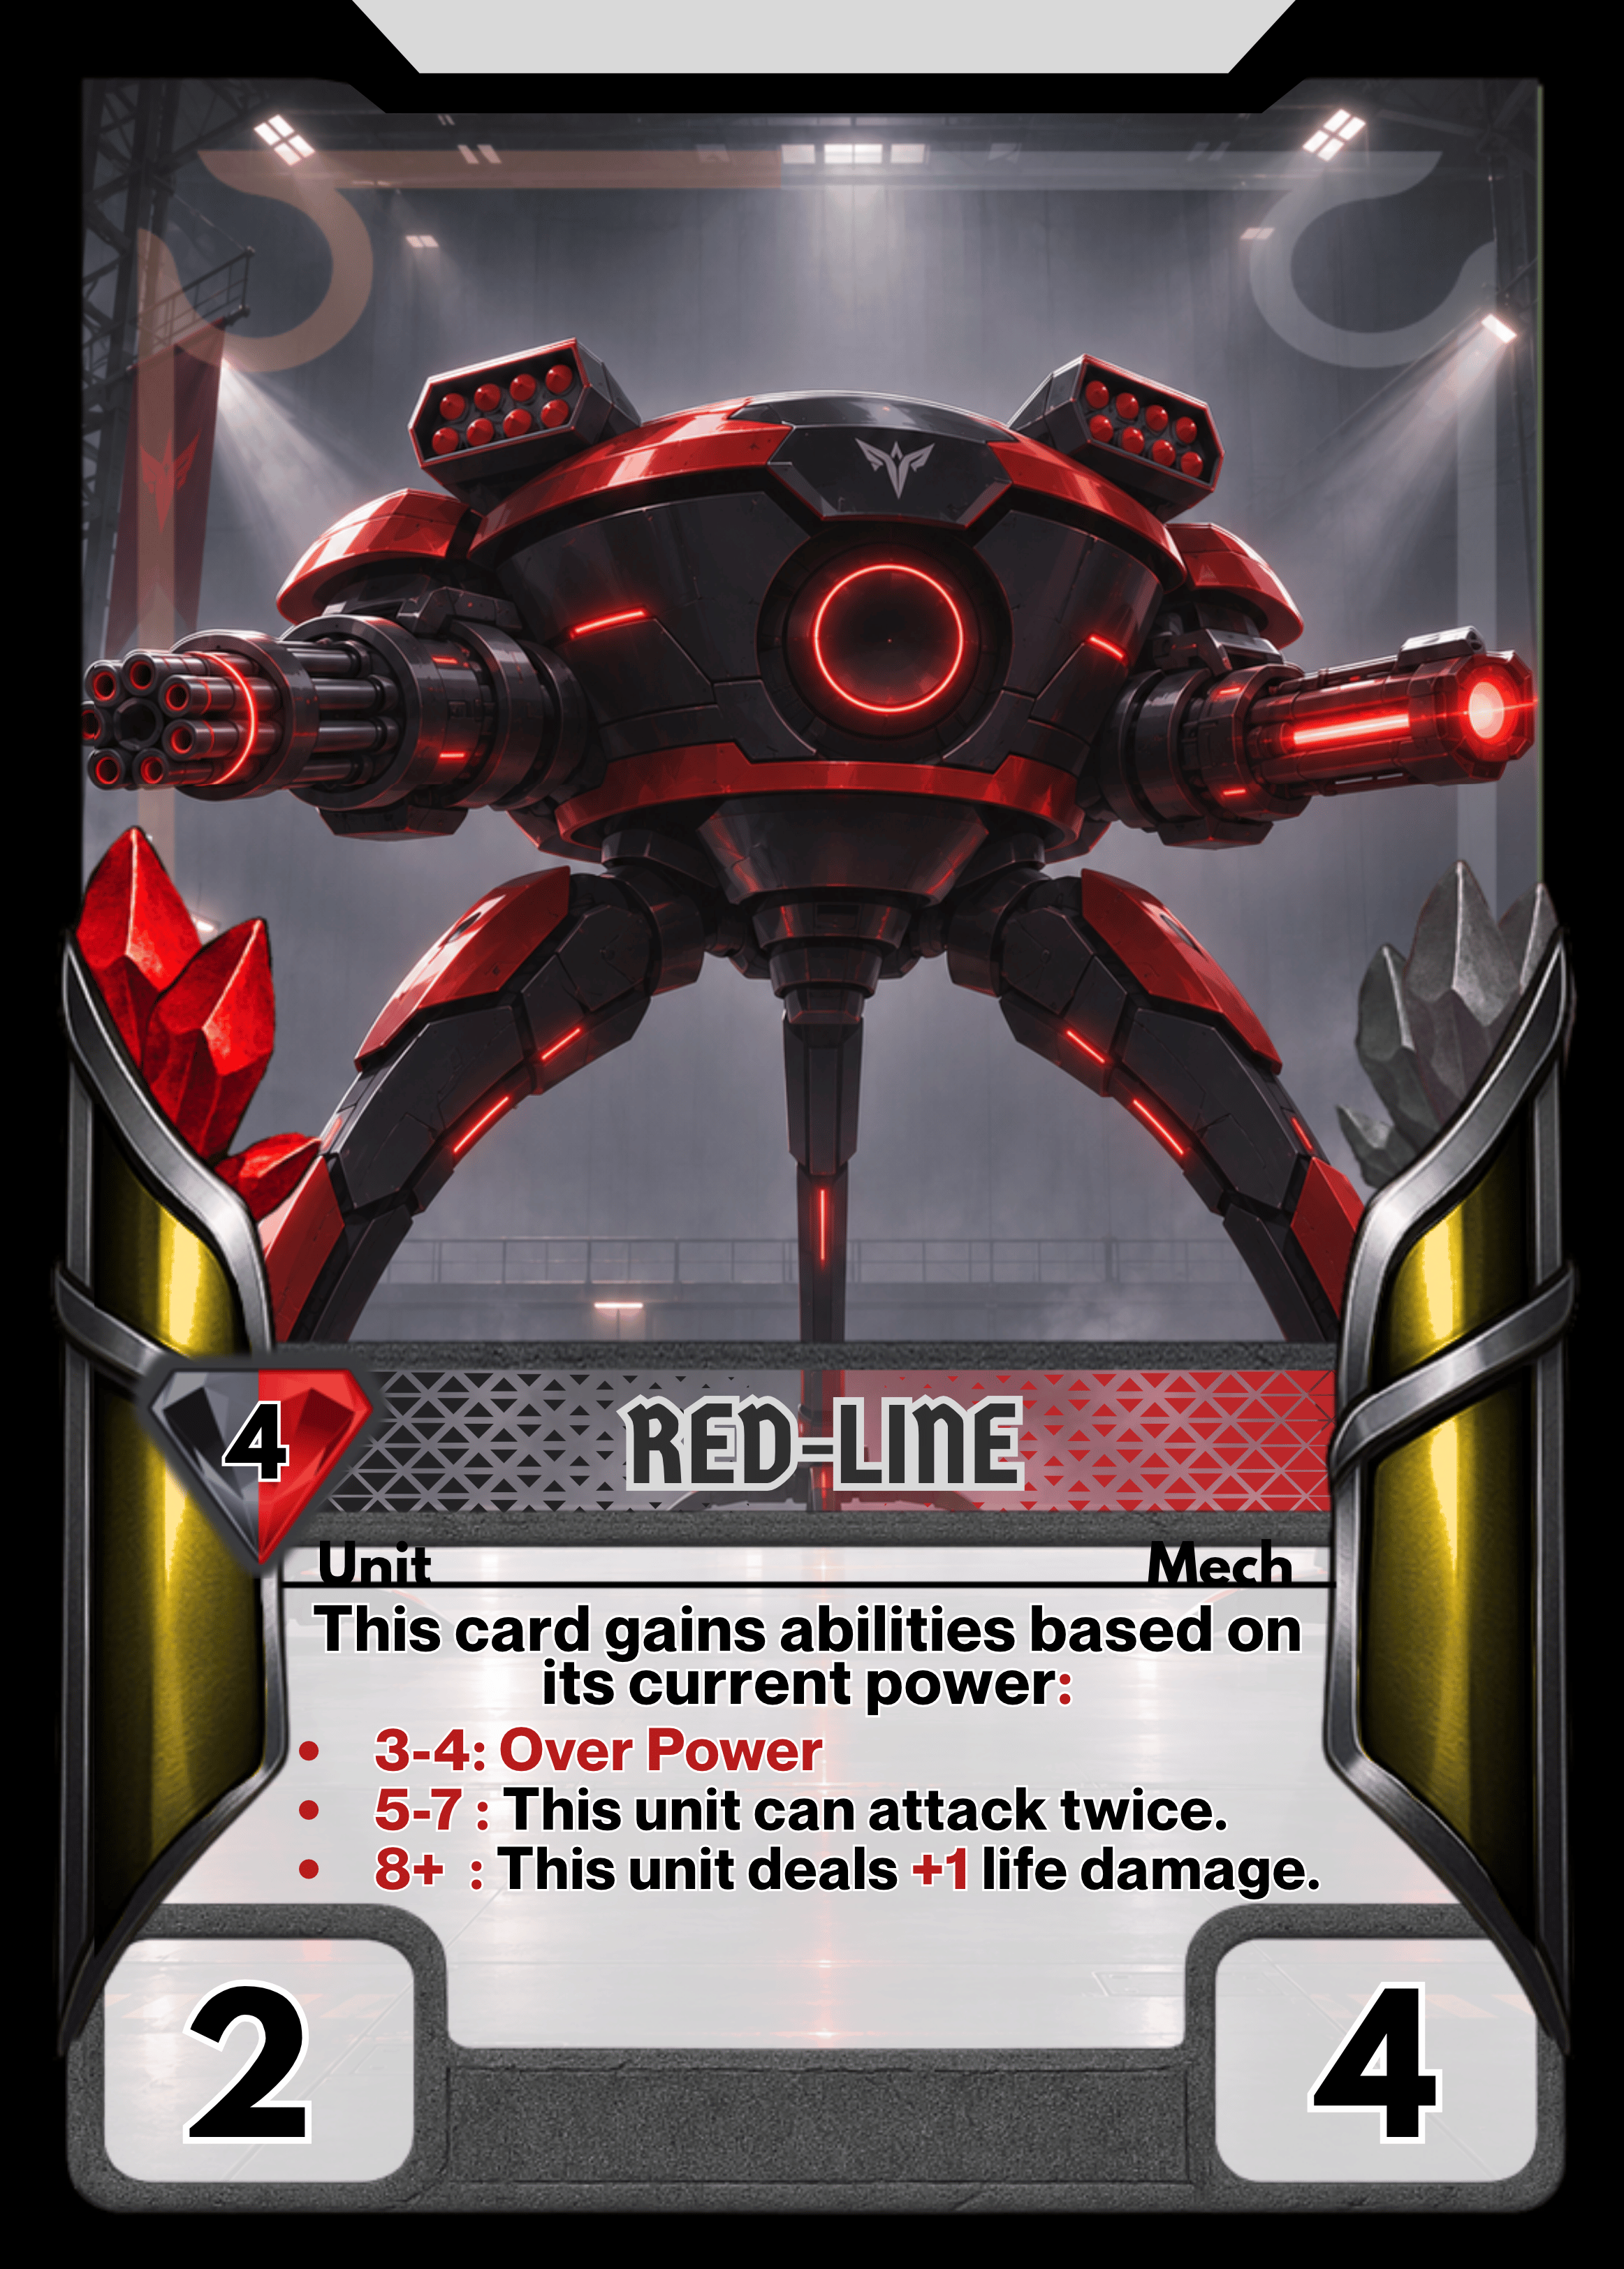 4
RED-LINE
Unit Mech
This card gains abilities based on
its current power:
• 3-4: Over Power
• 5-7 : This unit can attack twice.
• 8+ : This unit deals +1 life damage.
2 4